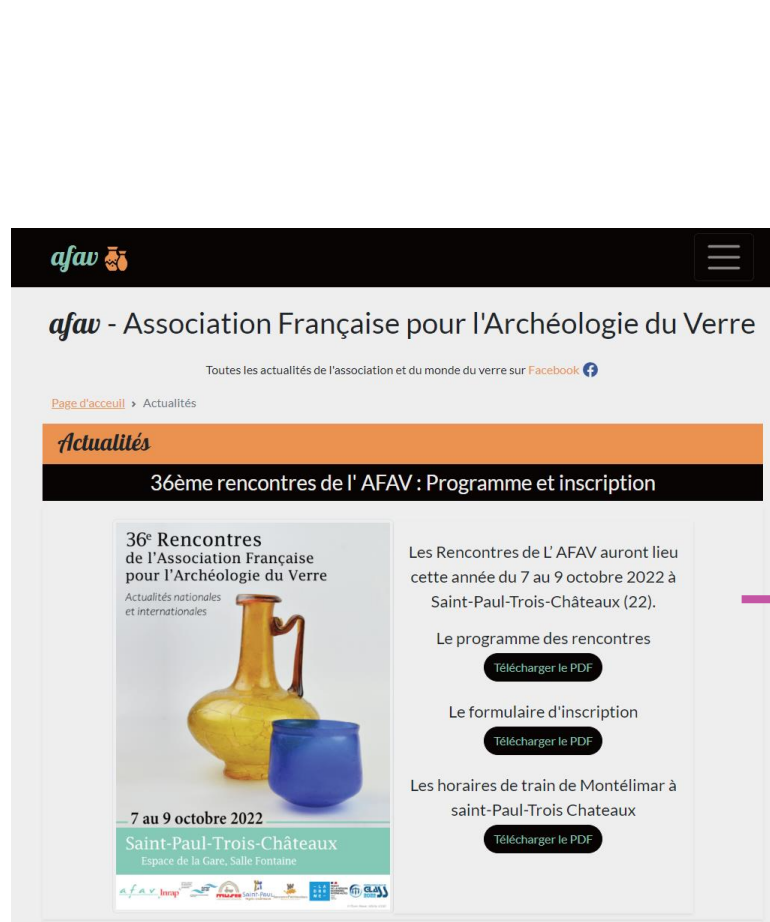 afav
afav - Association Française pour l'Archéologie du Verre
Toutes les actualités de l'association et du monde du verre sur Facebook
Page d'acceuil › Actualités
Actualités
36ème rencontres de l' AFAV : Programme et inscription
36e Rencontres
de l'Association Française
pour l'Archéologie du Verre
Actualités nationales
et internationales
7 au 9 octobre 2022
Saint-Paul-Trois-Châteaux
Espace de la Gare, Salle Fontaine
afav Inrap
Les Rencontres de L' AFAV auront lieu
cette année du 7 au 9 octobre 2022 à
Saint-Paul-Trois-Châteaux (22).
Le programme des rencontres
Télécharger le PDF
Le formulaire d'inscription
Télécharger le PDF
Les horaires de train de Montélimar à
saint-Paul-Trois Chateaux
Télécharger le PDF